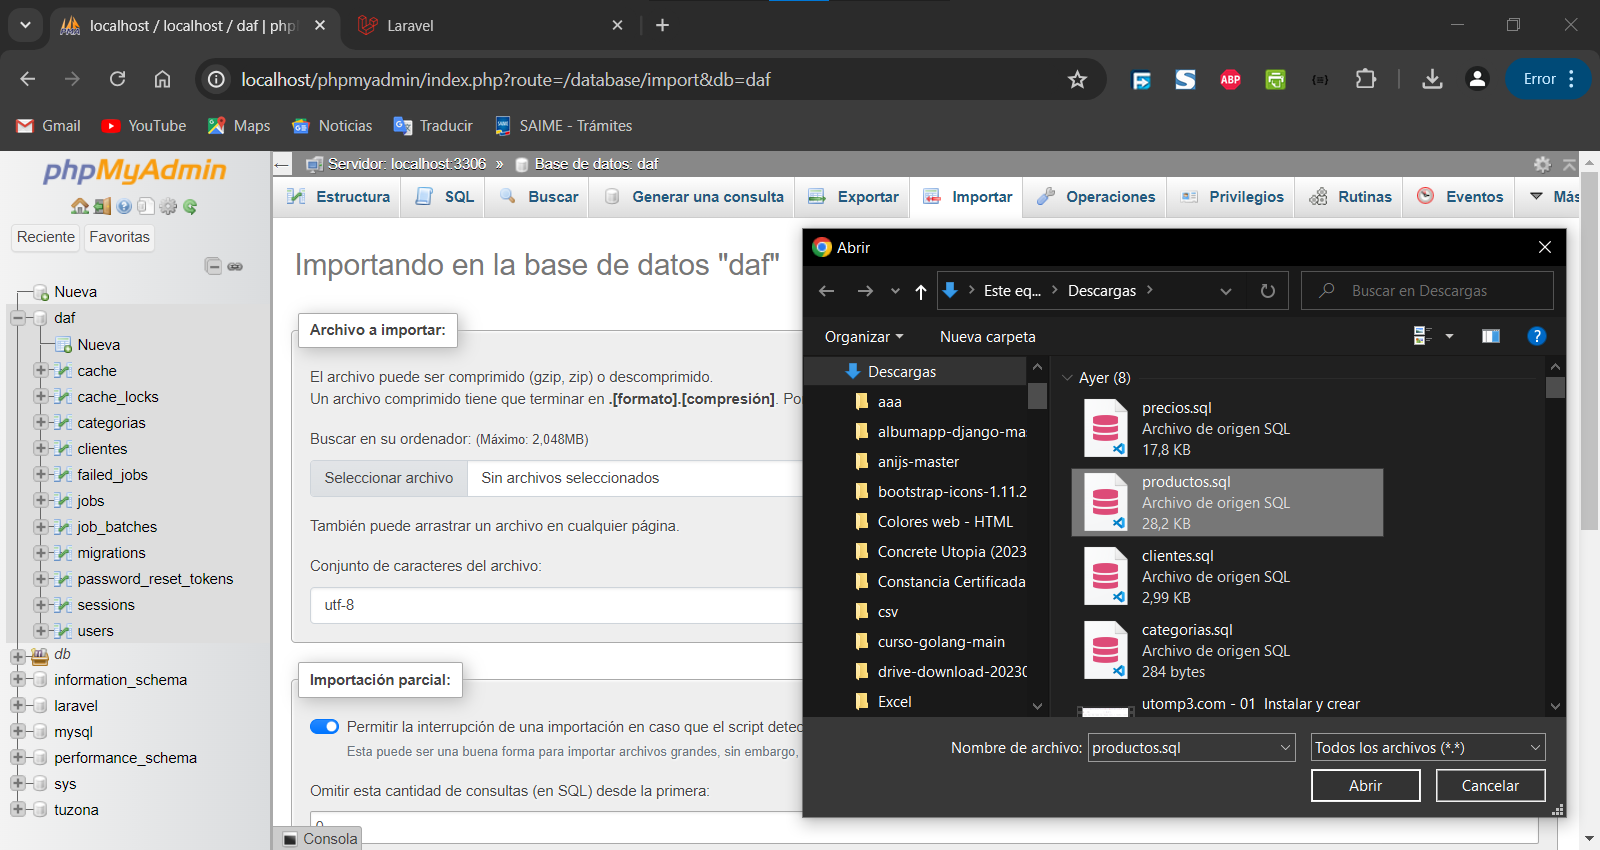 localhost / localhost / daf | php
Laravel
localhost/phpmyadmin/index.php?route=/database/import&db=daf
ABP
Error
Gmail
YouTube
Maps
Noticias
Traducir
SAIME - Trámites
phpMyAdmin
Reciente
Favoritas
Nueva
daf
Nueva
cache
cache_locks
categorias
clientes
failed_jobs
jobs
job_batches
migrations
password_reset_tokens
sessions
users
db
information_schema
laravel
mysql
performance_schema
sys
tuzona
Servidor: localhost:3306 » Base de datos: daf
Estructura
SQL
Buscar
Generar una consulta
Exportar
Importar
Operaciones
Privilegios
Rutinas
Eventos
Más
Importando en la base de datos "daf"
Archivo a importar:
El archivo puede ser comprimido (gzip, zip) o descomprimido.
Un archivo comprimido tiene que terminar en .[formato].[compresión]. Po
Buscar en su ordenador: (Máximo: 2,048MB)
Seleccionar archivo
Sin archivos seleccionados
También puede arrastrar un archivo en cualquier página.
Conjunto de caracteres del archivo:
utf-8
Importación parcial:
Permitir la interrupción de una importación en caso que el script detec
Esta puede ser una buena forma para importar archivos grandes, sin embargo,
Omitir esta cantidad de consultas (en SQL) desde la primera:
0
Consola
Abrir
Este eq...
Descargas
Buscar en Descargas
Organizar
Nueva carpeta
Descargas
aaa
albumapp-django-mas
anijs-master
bootstrap-icons-1.11.2
Colores web - HTML
Concrete Utopia (2023
Constancia Certificada
csv
curso-golang-main
drive-download-20230
Excel
Ayer (8)
precios.sql
Archivo de origen SQL
17,8 KB
productos.sql
Archivo de origen SQL
28,2 KB
clientes.sql
Archivo de origen SQL
2,99 KB
categorias.sql
Archivo de origen SQL
284 bytes
utomp3.com - 01 Instalar y crear
Nombre de archivo:
productos.sql
Todos los archivos (*.*)
Abrir
Cancelar